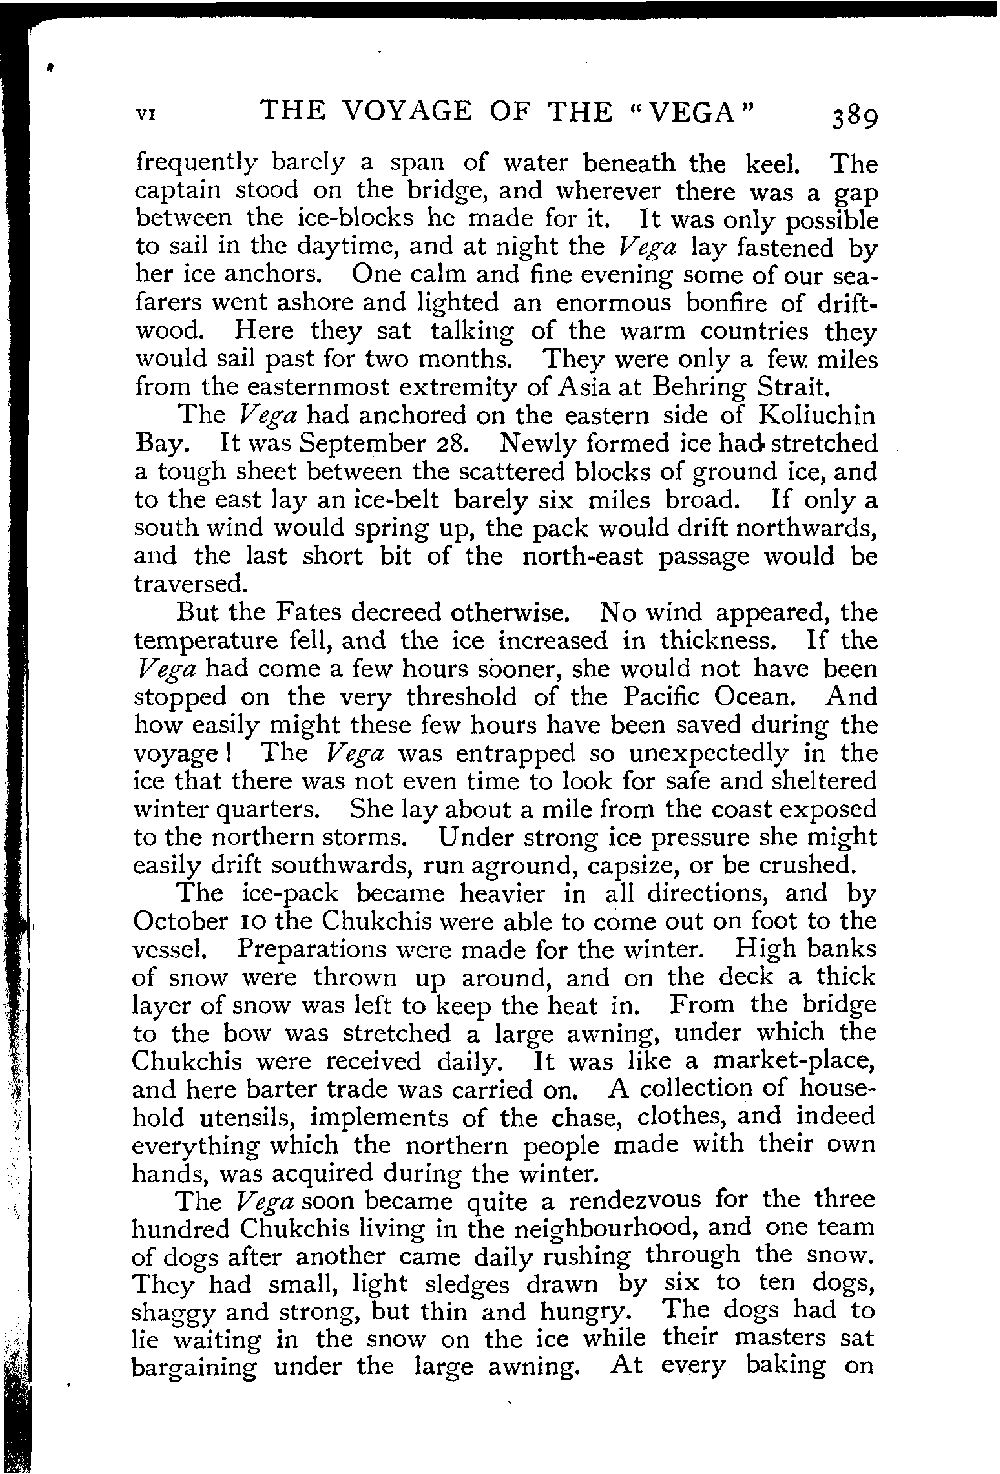 VI THE VOYAGE OF THE "VEGA" 389
frequently barely a span of water beneath the keel. The
captain stood on the bridge, and wherever there was a gap
between the ice-blocks he made for it. It was only possible
to sail in the daytime, and at night the Vega lay fastened by
her ice anchors. One calm and fine evening some of our sea-
farers went ashore and lighted an enormous bonfire of drift-
wood. Here they sat talking of the warm countries they
would sail past for two months. They were only a few miles
from the easternmost extremity of Asia at Behring Strait.
The Vega had anchored on the eastern side of Koliuchin
Bay. It was September 28. Newly formed ice had stretched
a tough sheet between the scattered blocks of ground ice, and
to the east lay an ice-belt barely six miles broad. If only a
south wind would spring up, the pack would drift northwards,
and the last short bit of the north-east passage would be
traversed.
But the Fates decreed otherwise. No wind appeared, the
temperature fell, and the ice increased in thickness. If the
Vega had come a few hours sooner, she would not have been
stopped on the very threshold of the Pacific Ocean. And
how easily might these few hours have been saved during the
voyage! The Vega was entrapped so unexpectedly in the
ice that there was not even time to look for safe and sheltered
winter quarters. She lay about a mile from the coast exposed
to the northern storms. Under strong ice pressure she might
easily drift southwards, run aground, capsize, or be crushed.
The ice-pack became heavier in all directions, and by
October 10 the Chukchis were able to come out on foot to the
vessel. Preparations were made for the winter. High banks
of snow were thrown up around, and on the deck a thick
layer of snow was left to keep the heat in. From the bridge
to the bow was stretched a large awning, under which the
Chukchis were received daily. It was like a market-place,
and here barter trade was carried on. A collection of house-
hold utensils, implements of the chase, clothes, and indeed
everything which the northern people made with their own
hands, was acquired during the winter.
The Vega soon became quite a rendezvous for the three
hundred Chukchis living in the neighbourhood, and one team
of dogs after another came daily rushing through the snow.
They had small, light sledges drawn by six to ten dogs,
shaggy and strong, but thin and hungry. The dogs had to
lie waiting in the snow on the ice while their masters sat
bargaining under the large awning. At every baking on